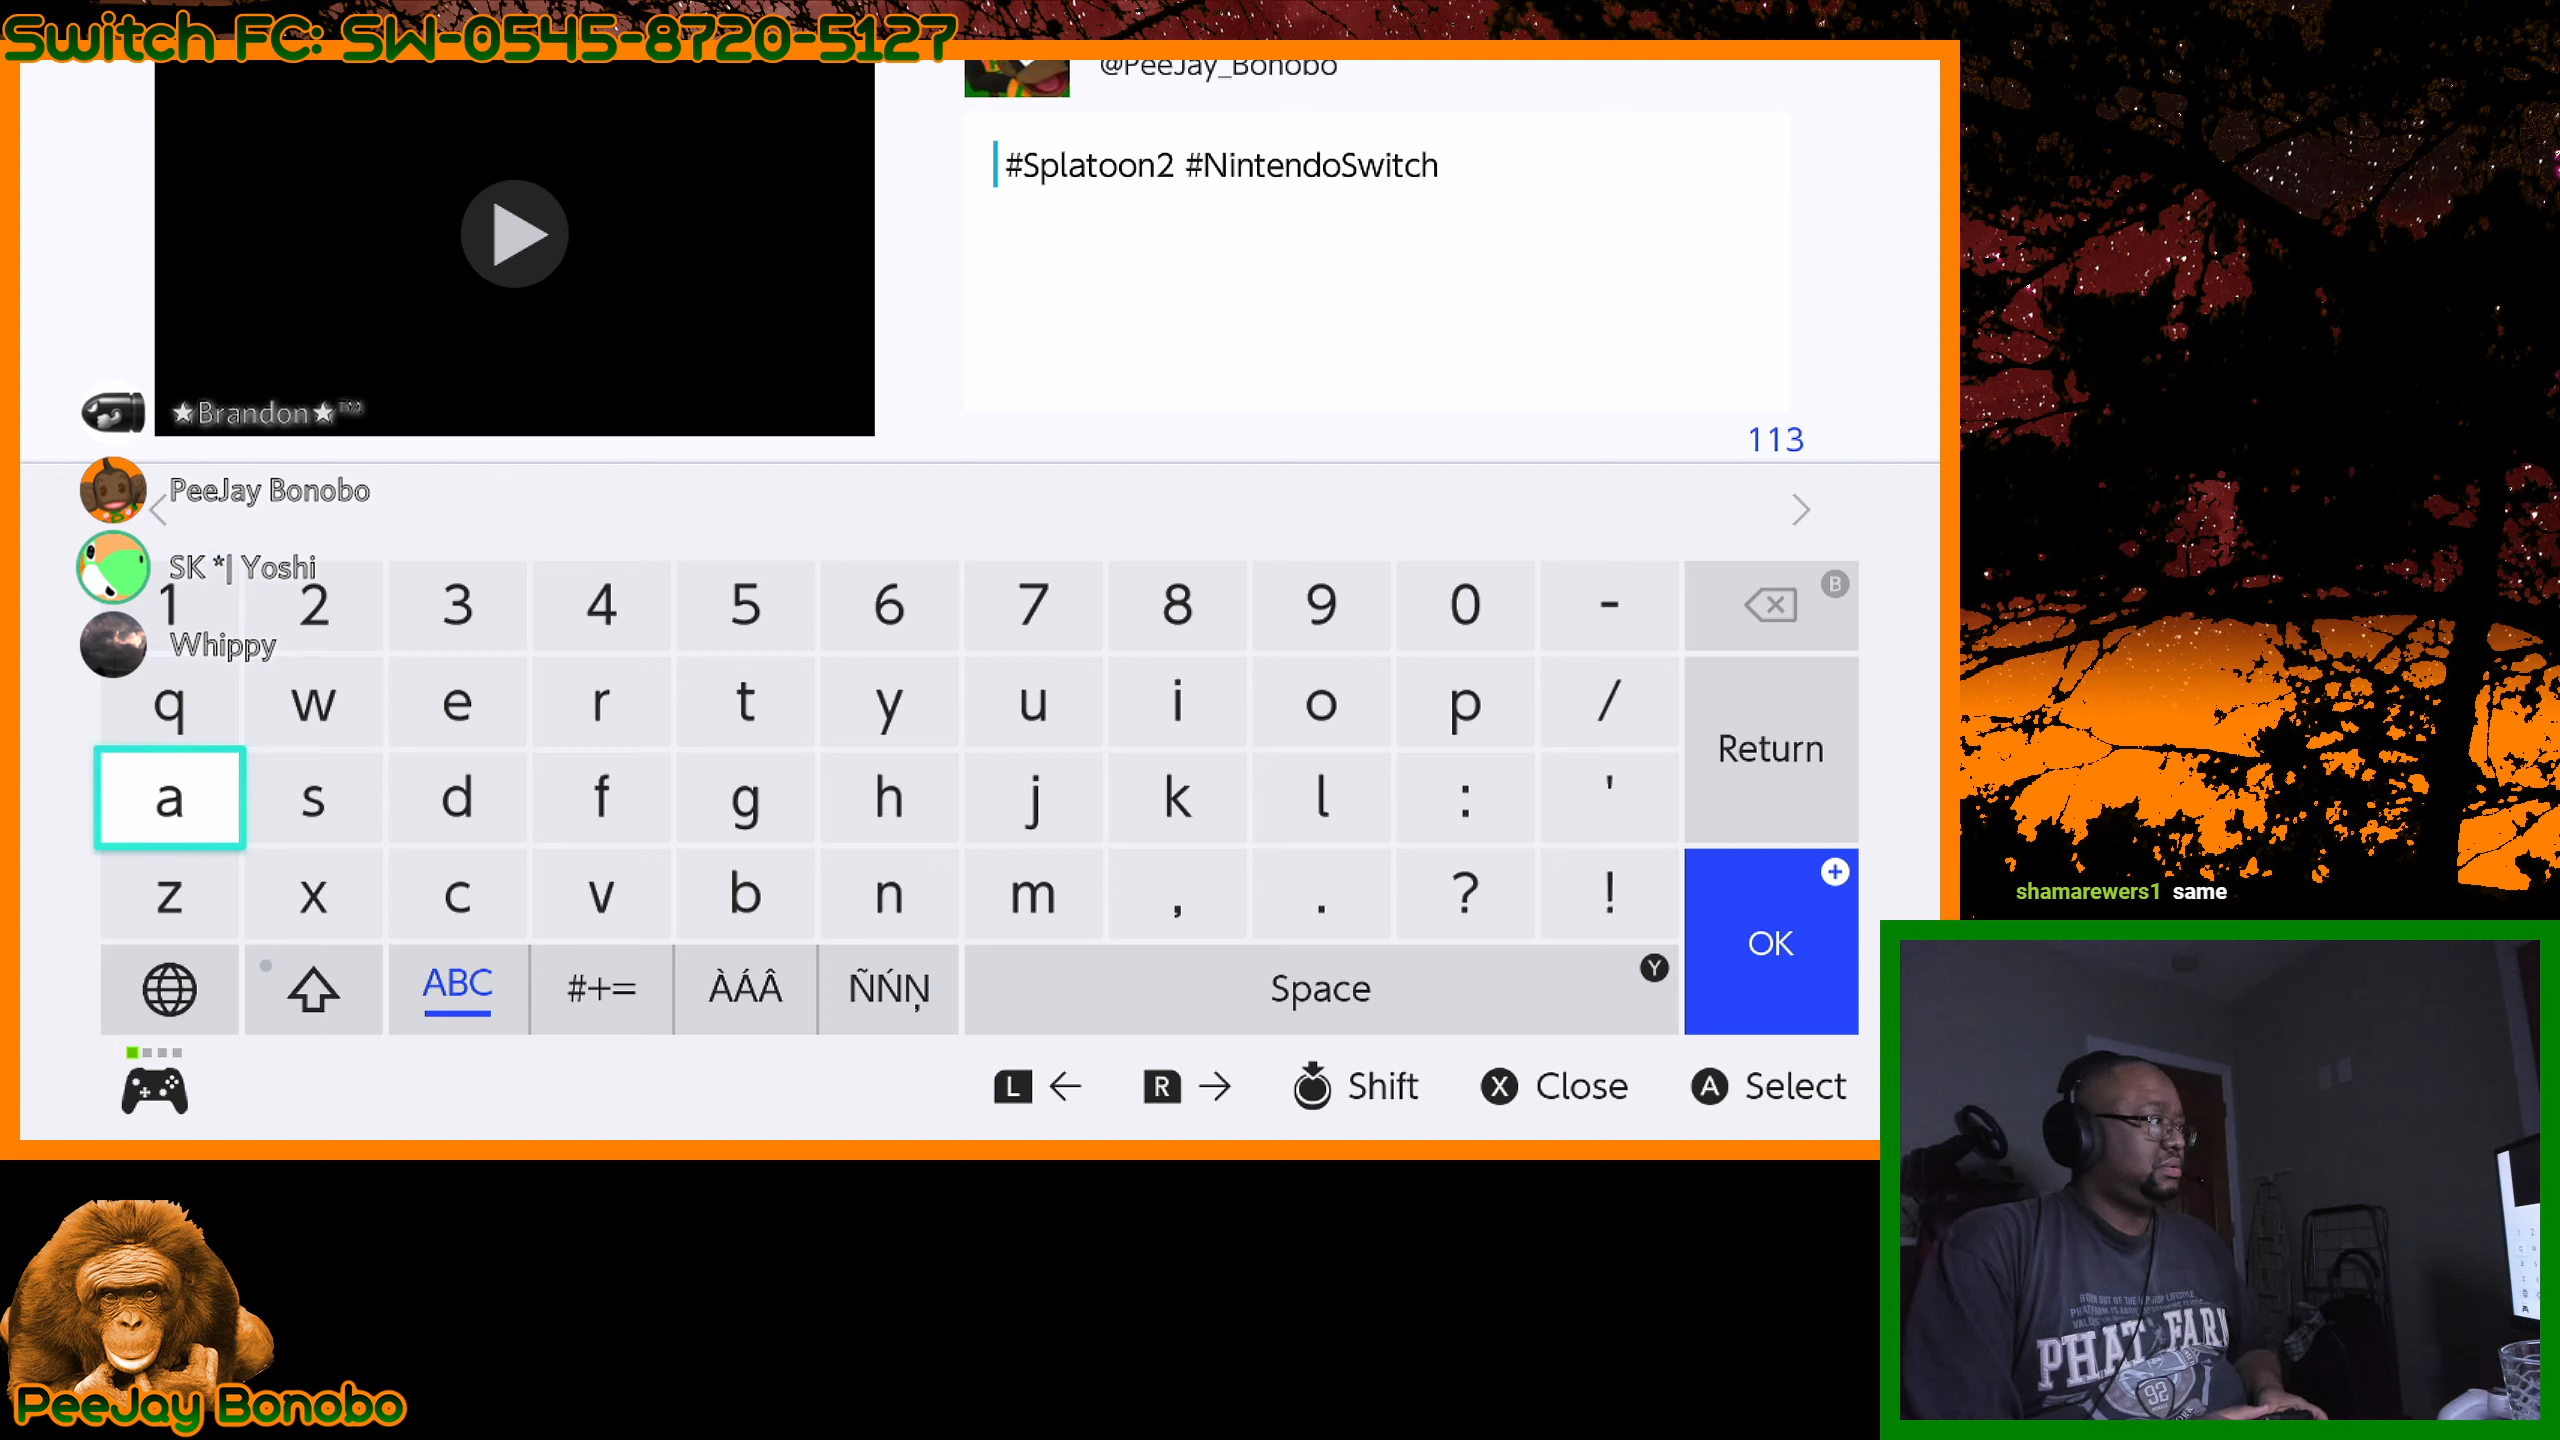 Switch FC: SW-0545-8720-5127
@PeeJay_Bonobo
#Splatoon2 #NintendoSwitch
★Brandon★™
113
PeeJay Bonobo
SK *| Yoshi
Whippy
1 2 3 4 5 6 7 8 9 0 - B
q w e r t y u i o p /
Return
a s d f g h j k l : '
z x c v b n m , . ? !
OK
ABC #+= ÀÁÂ ÑŃŅ Space Y
L ← R → Shift X Close A Select
shamarewers1 same
PHAT FARM
92
PeeJay Bonobo